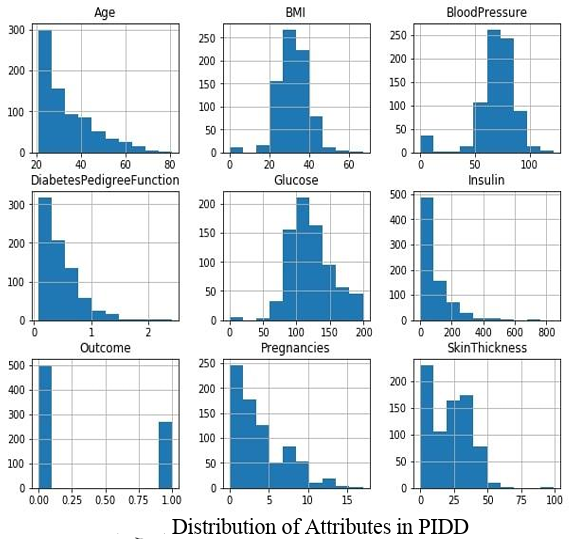 Age BMI BloodPressure
300 250 250
200 200 200
150 150
100 100 100
50 50
0 0 0
20 40 60 80 0 20 40 60 0 50 100
DiabetesPedigreeFunction Glucose Insulin
300 200 500
400
200 150 300
100 200
100 50 100
0 0 0
0 1 2 0 50 100 150 200 0 200 400 600 800
Outcome Pregnancies SkinThickness
500 250
400 200 200
300 150 150
200 100 100
100 50 50
0 0 0
0.00 0.25 0.50 0.75 1.00 0 5 10 15 0 25 50 75 100
Distribution of Attributes in PIDD